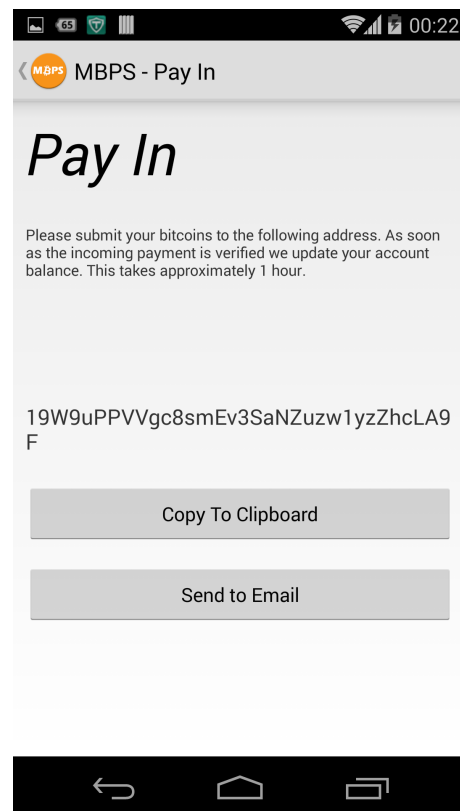 65
00:22
MBPS
MBPS - Pay In
Pay In
Please submit your bitcoins to the following address. As soon
as the incoming payment is verified we update your account
balance. This takes approximately 1 hour.
19W9uPPVVgc8smEv3SaNZuzw1yzZhcLA9
F
Copy To Clipboard
Send to Email